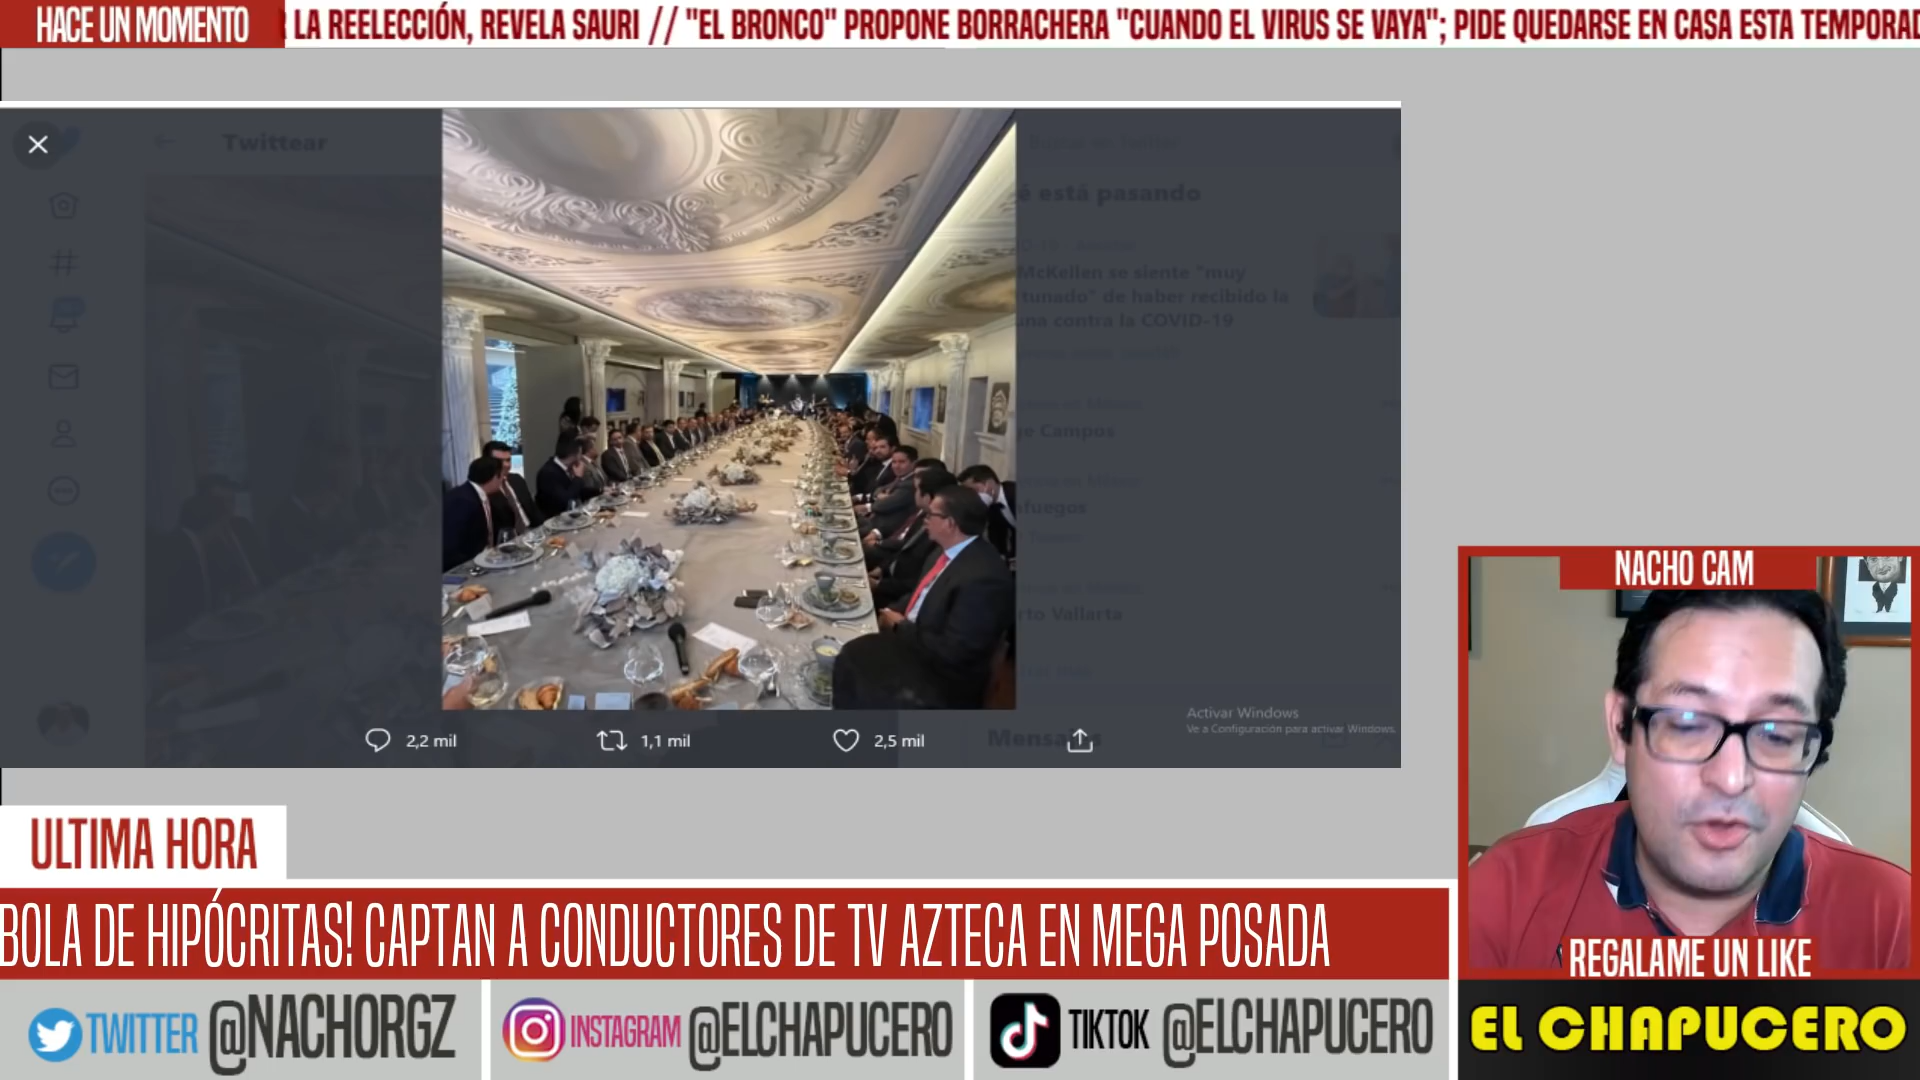 HACE UN MOMENTO
LA REELECCIÓN, REVELA SAURI // "EL BRONCO" PROPONE BORRACHERA "CUANDO EL VIRUS SE VAYA"; PIDE QUEDARSE EN CASA ESTA TEMPORAD
Twittear
é está pasando
McKellen se siente "muy
tunado" de haber recibido la
una contra la COVID-19
e Campos
nfuegos
rto Vallarta
Activar Windows
Ve a Configuración para activar Windows.
2,2 mil
1,1 mil
2,5 mil
Mensajes
NACHO CAM
REGALAME UN LIKE
EL CHAPUCERO
ULTIMA HORA
BOLA DE HIPÓCRITAS! CAPTAN A CONDUCTORES DE TV AZTECA EN MEGA POSADA
TWITTER @NACHORGZ
INSTAGRAM @ELCHAPUCERO
TIKTOK @ELCHAPUCERO